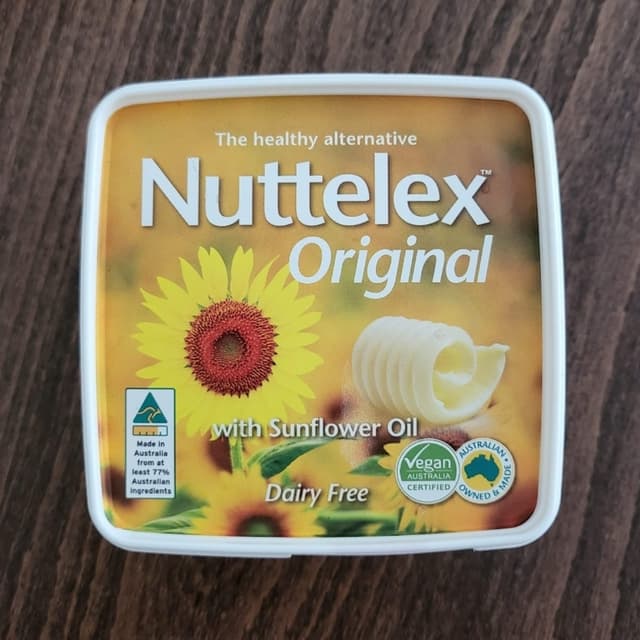 The healthy alternative
Nuttelex™
Original
with Sunflower Oil
Dairy Free
Made in
Australia
from at
least 77%
Australian
ingredients
Vegan
AUSTRALIA
CERTIFIED
AUSTRALIAN
OWNED & MADE